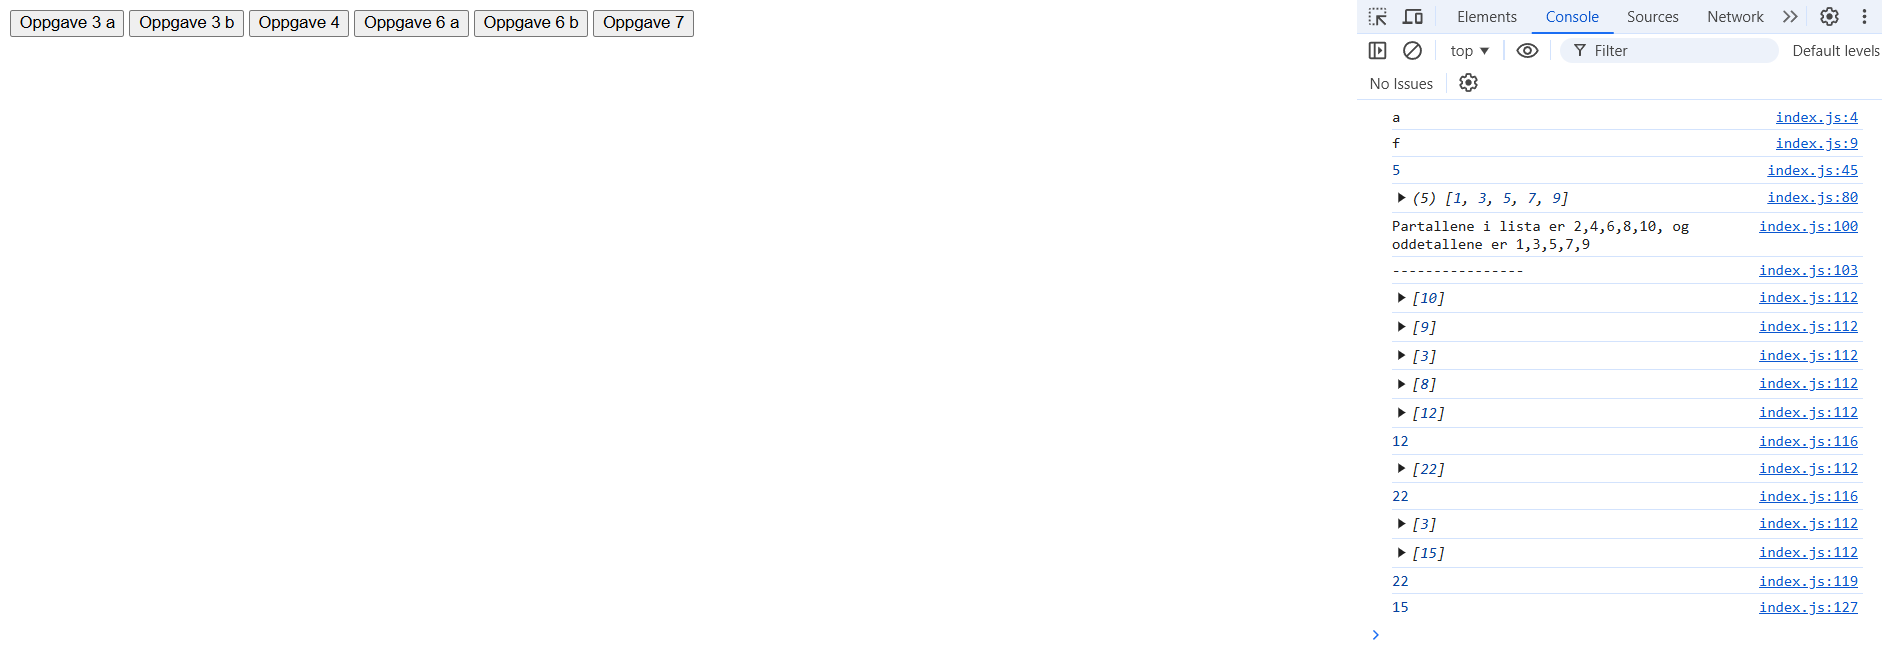 Oppgave 3 a Oppgave 3 b Oppgave 4 Oppgave 6 a Oppgave 6 b Oppgave 7
Elements Console Sources Network
top Filter Default levels
No Issues
a index.js:4
f index.js:9
5 index.js:45
(5) [1, 3, 5, 7, 9] index.js:80
Partallene i lista er 2,4,6,8,10, og index.js:100
oddetallene er 1,3,5,7,9
---------------- index.js:103
[10] index.js:112
[9] index.js:112
[3] index.js:112
[8] index.js:112
[12] index.js:112
12 index.js:116
[22] index.js:112
22 index.js:116
[3] index.js:112
[15] index.js:112
22 index.js:119
15 index.js:127